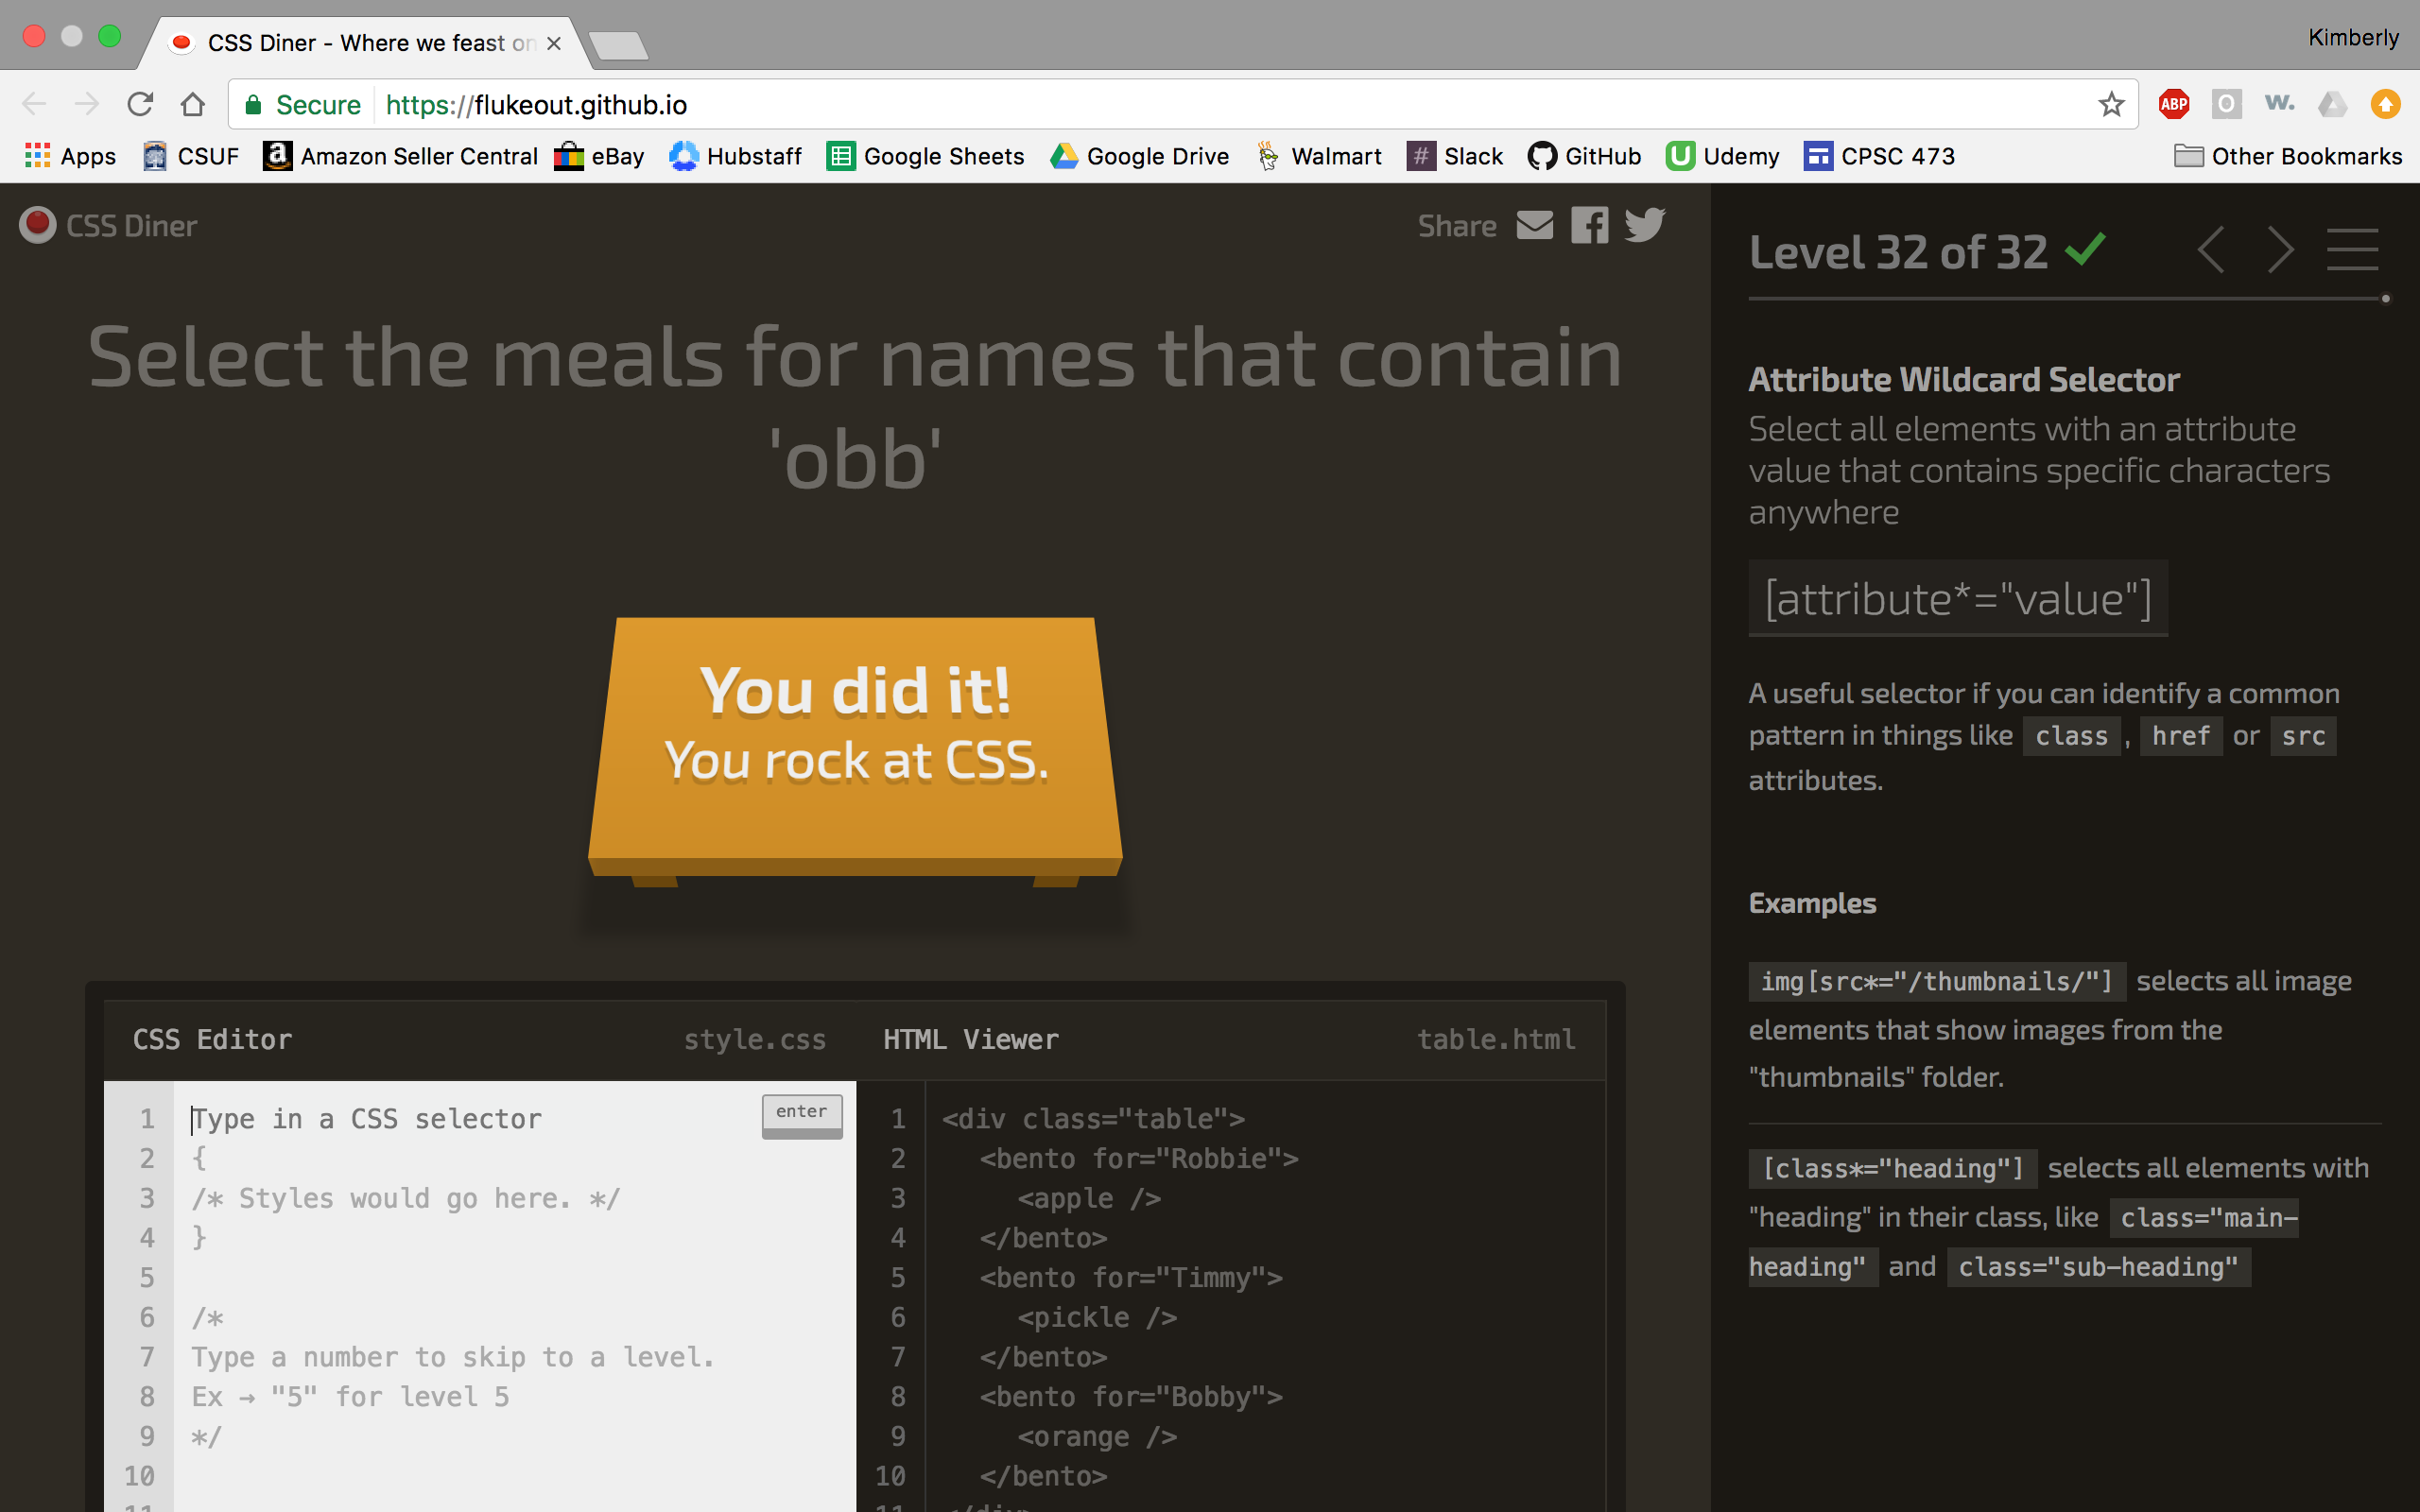 CSS Diner - Where we feast on
Kimberly
Secure https://flukeout.github.io
ABP O w.
Apps CSUF Amazon Seller Central eBay Hubstaff Google Sheets Google Drive Walmart # Slack GitHub Udemy CPSC 473 Other Bookmarks
CSS Diner
Share
Select the meals for names that contain
'obb'
You did it!
You rock at CSS.
CSS Editor style.css
1 Type in a CSS selector
enter
2 {
3 /* Styles would go here. */
4 }
5
6 /*
7 Type a number to skip to a level.
8 Ex → "5" for level 5
9 */
10
11
HTML Viewer table.html
1 <div class="table">
2 <bento for="Robbie">
3 <apple />
4 </bento>
5 <bento for="Timmy">
6 <pickle />
7 </bento>
8 <bento for="Bobby">
9 <orange />
10 </bento>
11 </div>
Level 32 of 32
Attribute Wildcard Selector
Select all elements with an attribute
value that contains specific characters
anywhere
[attribute*="value"]
A useful selector if you can identify a common
pattern in things like class , href or src
attributes.
Examples
img[src*="/thumbnails/"] selects all image
elements that show images from the
"thumbnails" folder.
[class*="heading"] selects all elements with
"heading" in their class, like class="main-
heading" and class="sub-heading"